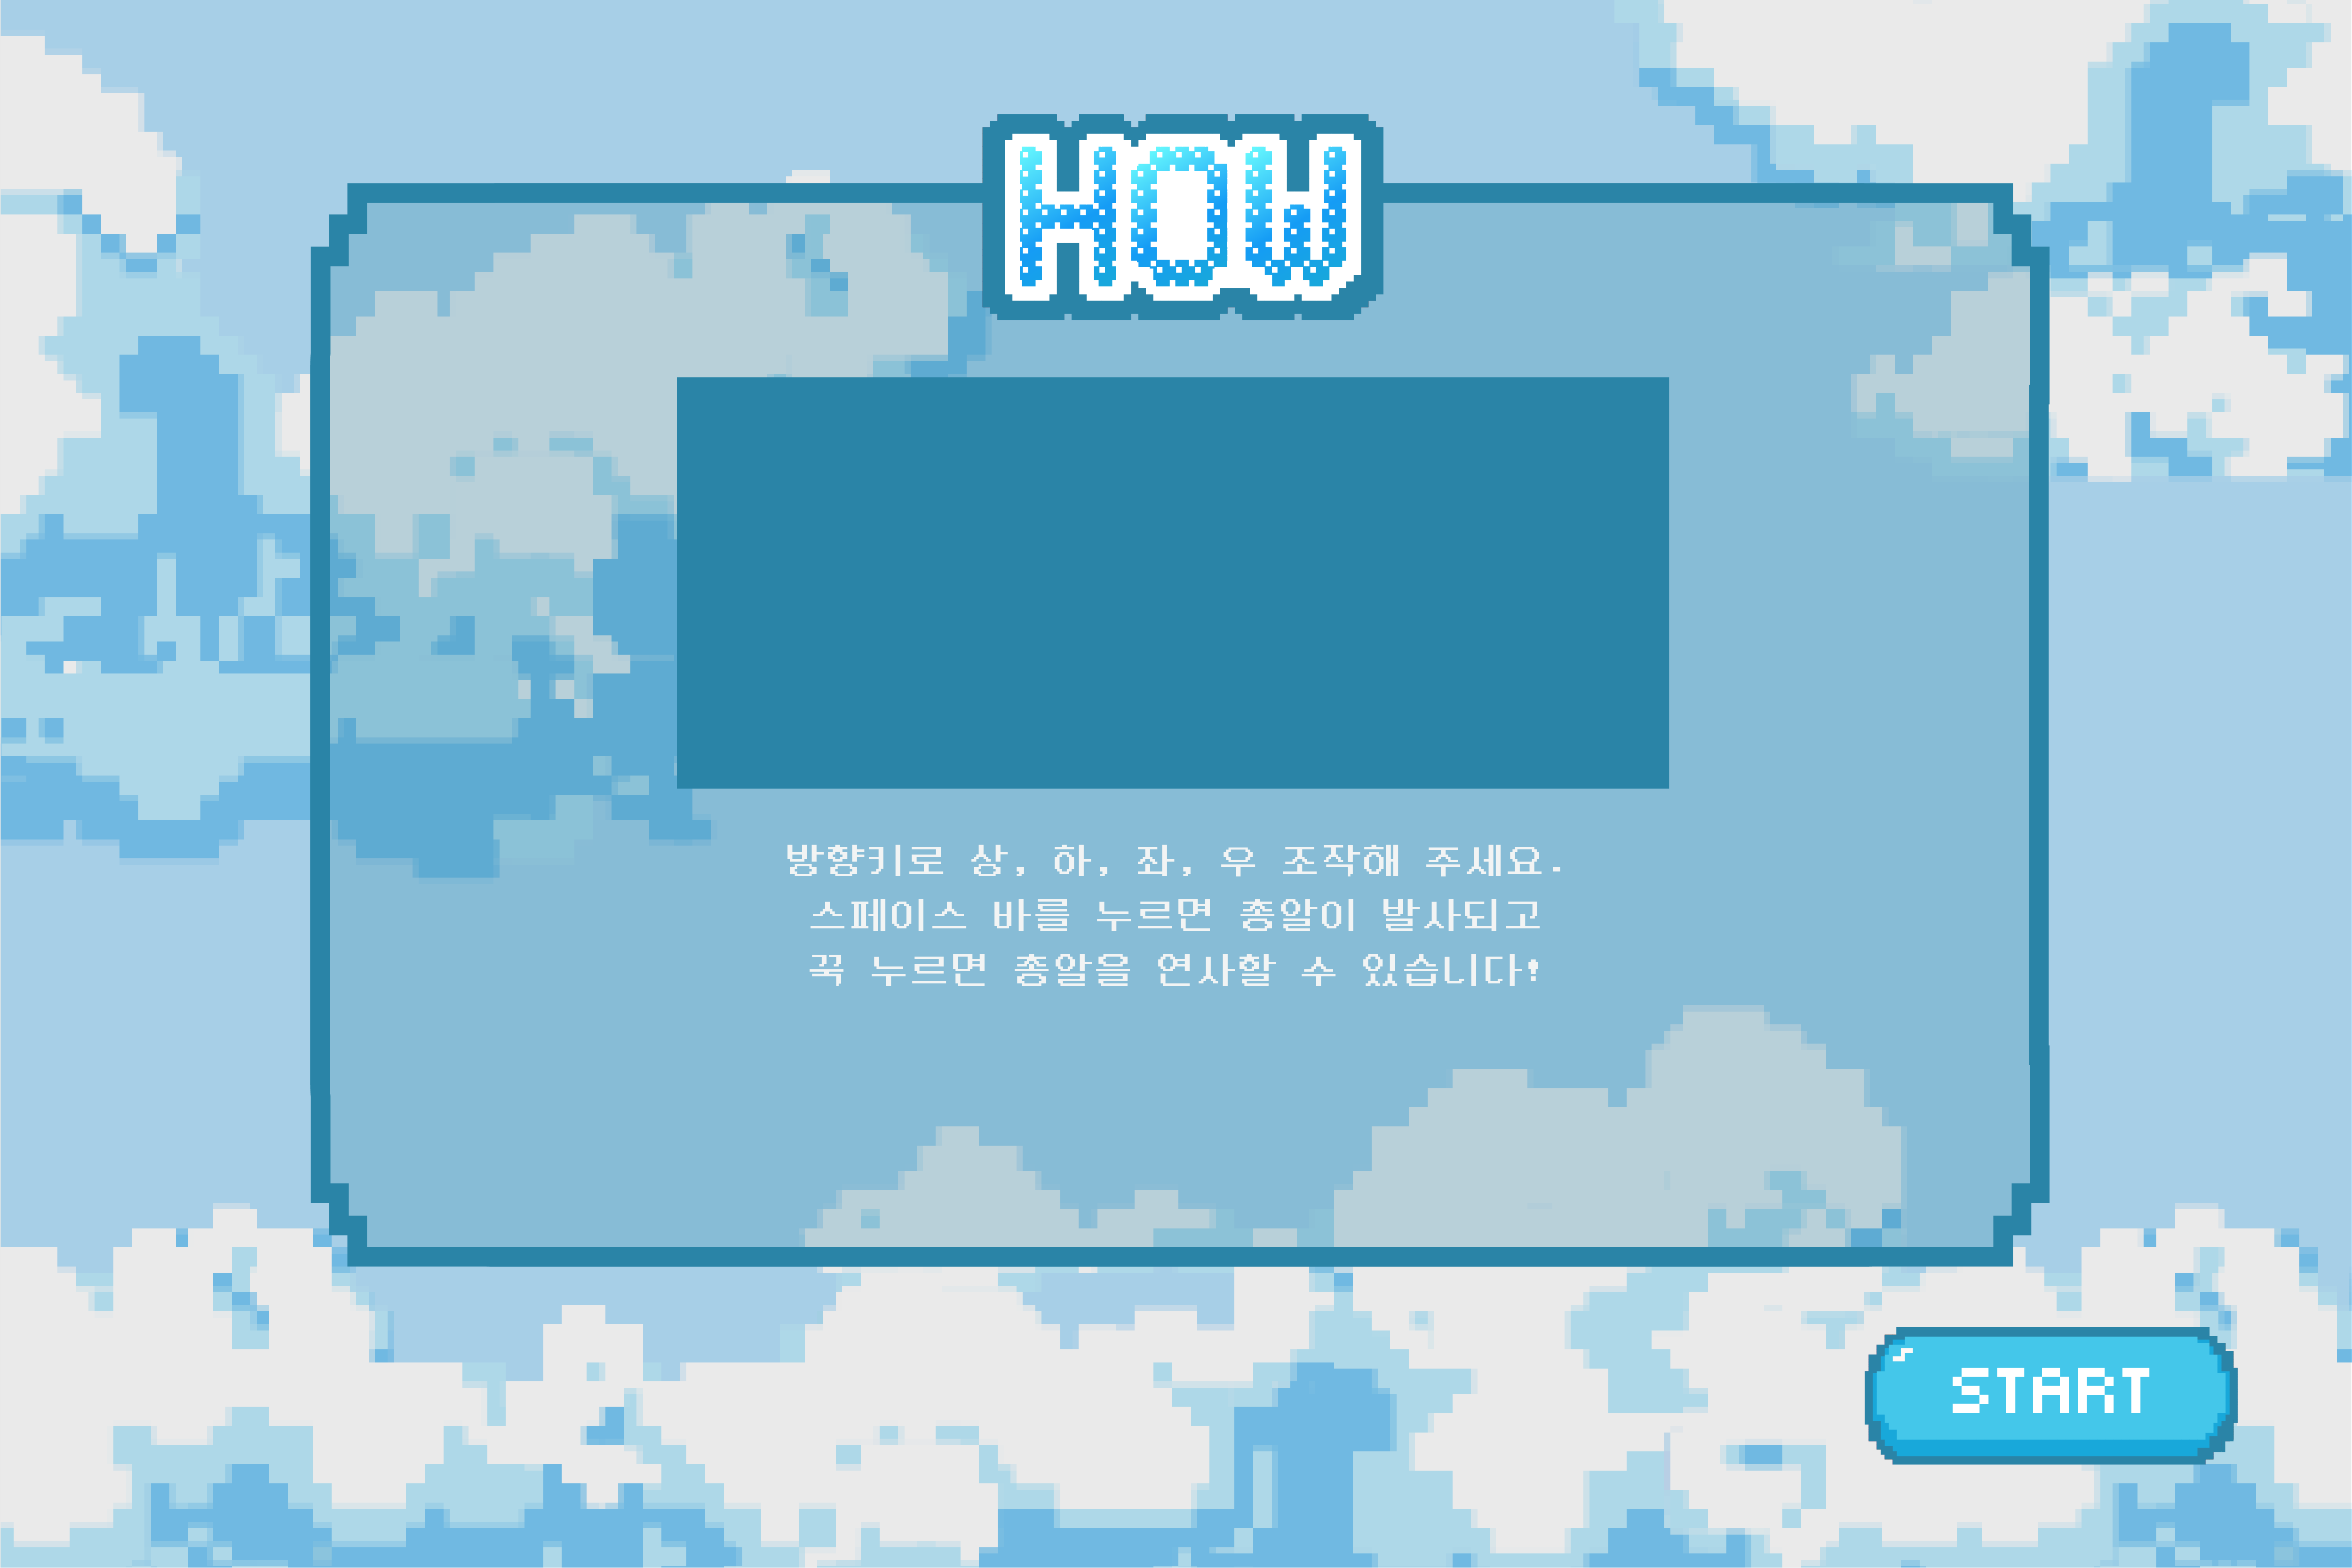 HOW
방향키로 상, 하, 좌, 우 조작해 주세요.
스페이스 바를 누르면 총알이 발사되고
꾹 누르면 총알을 연사할 수 있습니다!
START